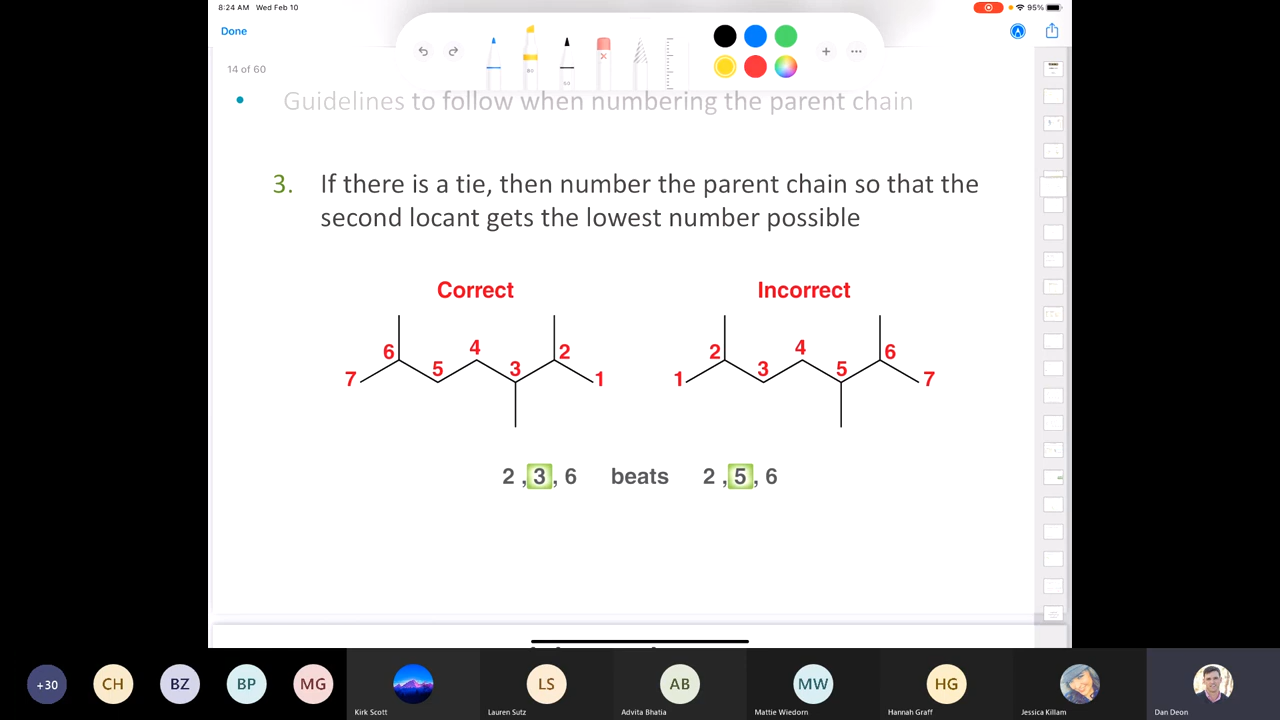 8:24 AM Wed Feb 10
95%
Done
14 of 60
• Guidelines to follow when numbering the parent chain
3. If there is a tie, then number the parent chain so that the
second locant gets the lowest number possible
Correct
Incorrect
6
4
2
7
5
3
1
2
4
6
1
3
5
7
2 ,3, 6 beats 2 ,5, 6
+30
CH
BZ
BP
MG
LS
AB
MW
HG
Kirk Scott
Lauren Sutz
Advita Bhatia
Mattie Wiedorn
Hannah Graff
Jessica Killam
Dan Deon